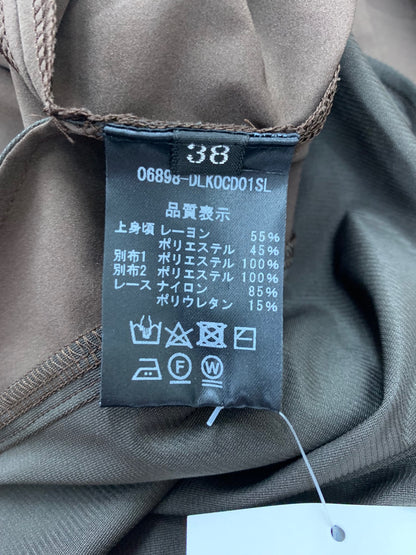 38
06898-DLK0CD01SL
品質表示
上身頃 レーヨン 55%
ポリエステル 45%
別布1 ポリエステル 100%
別布2 ポリエステル 100%
レース ナイロン 85%
ポリウレタン 15%
P W